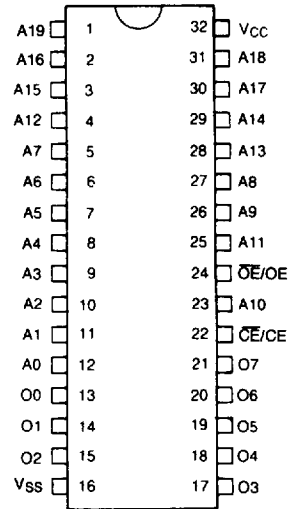 A19 1 32 VCC
A16 2 31 A18
A15 3 30 A17
A12 4 29 A14
A7 5 28 A13
A6 6 27 A8
A5 7 26 A9
A4 8 25 A11
A3 9 24 O̅E̅/OE
A2 10 23 A10
A1 11 22 C̅E̅/CE
A0 12 21 O7
O0 13 20 O6
O1 14 19 O5
O2 15 18 O4
VSS 16 17 O3